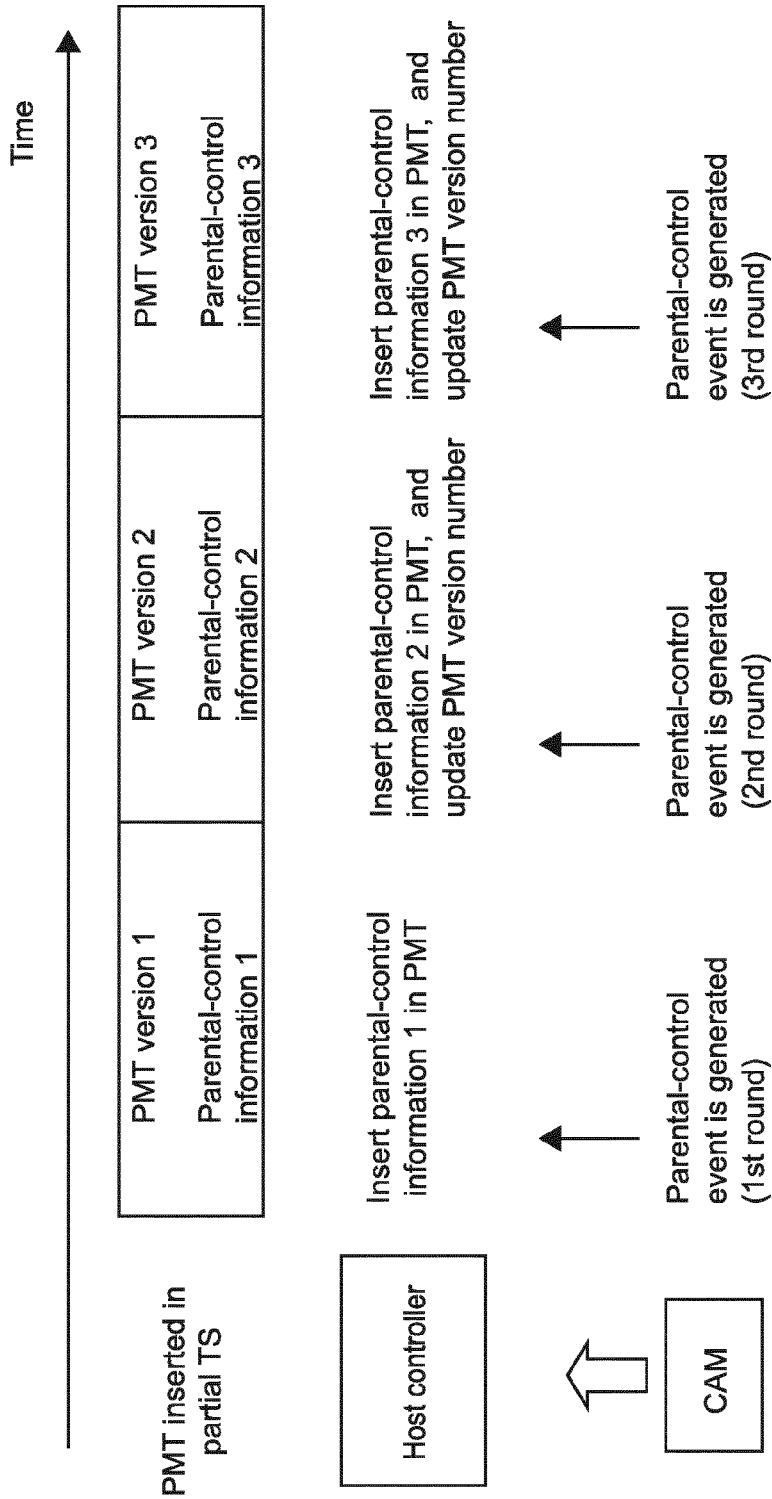 Time
PMT inserted in
partial TS
PMT version 1
Parental-control
information 1
PMT version 2
Parental-control
information 2
PMT version 3
Parental-control
information 3
Host controller
Insert parental-control
information 1 in PMT
Insert parental-control
information 2 in PMT, and
update PMT version number
Insert parental-control
information 3 in PMT, and
update PMT version number
CAM
Parental-control
event is generated
(1st round)
Parental-control
event is generated
(2nd round)
Parental-control
event is generated
(3rd round)